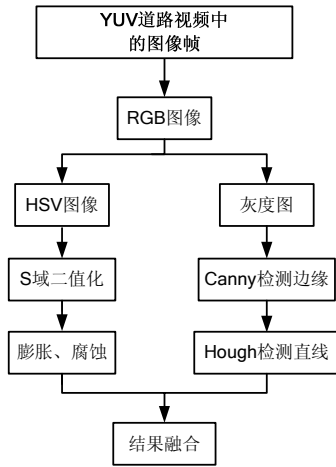 YUV道路视频中
的图像帧
RGB图像
HSV图像
灰度图
S域二值化
Canny检测边缘
膨胀、腐蚀
Hough检测直线
结果融合